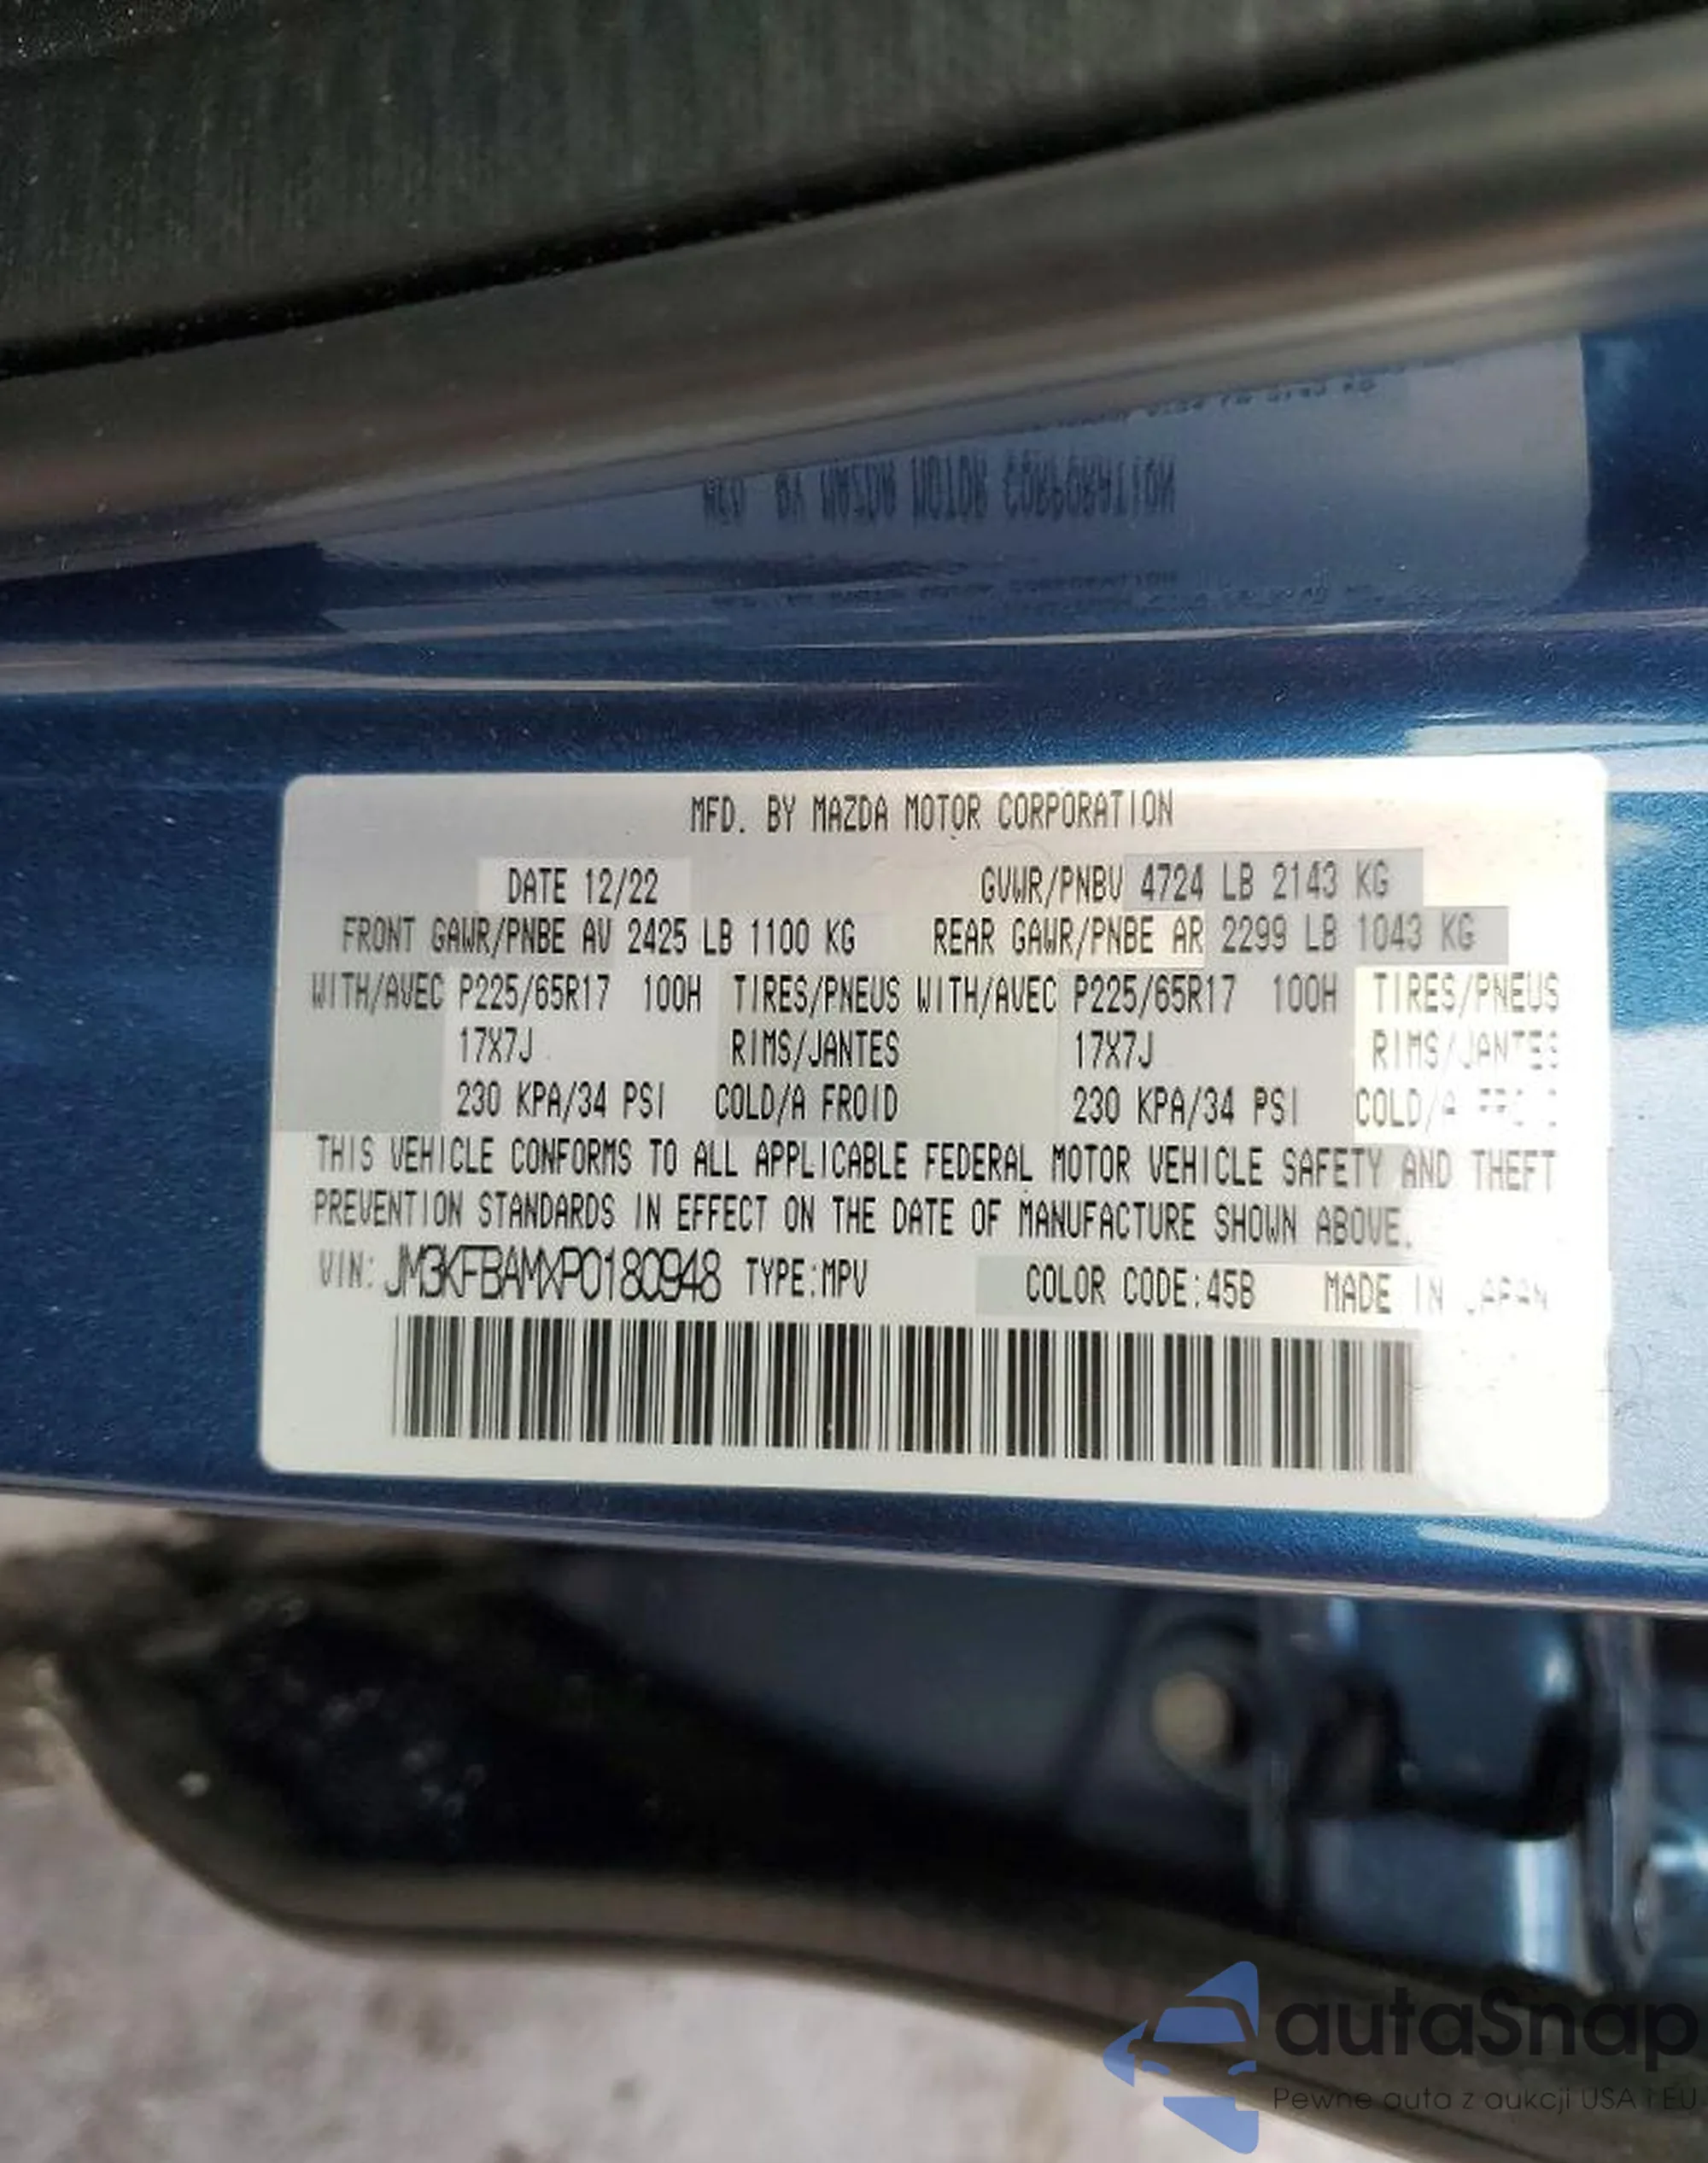 MFD. BY MAZDA MOTOR CORPORATION
DATE 12/22 GVWR/PNBV 4724 LB 2143 KG
FRONT GAWR/PNBE AV 2425 LB 1100 KG REAR GAWR/PNBE AR 2299 LB 1043 KG
WITH/AVEC P225/65R17 100H TIRES/PNEUS WITH/AVEC P225/65R17 100H TIRES/PNEUS
17X7J RIMS/JANTES 17X7J RIMS/JANTES
230 KPA/34 PSI COLD/A FROID 230 KPA/34 PSI COLD/A FROID
THIS VEHICLE CONFORMS TO ALL APPLICABLE FEDERAL MOTOR VEHICLE SAFETY AND THEFT
PREVENTION STANDARDS IN EFFECT ON THE DATE OF MANUFACTURE SHOWN ABOVE.
VIN: JM3KFBAMXP0180948 TYPE:MPV COLOR CODE:45B MADE IN JAPAN
autaSnap
Pewne auta z aukcji USA i EU